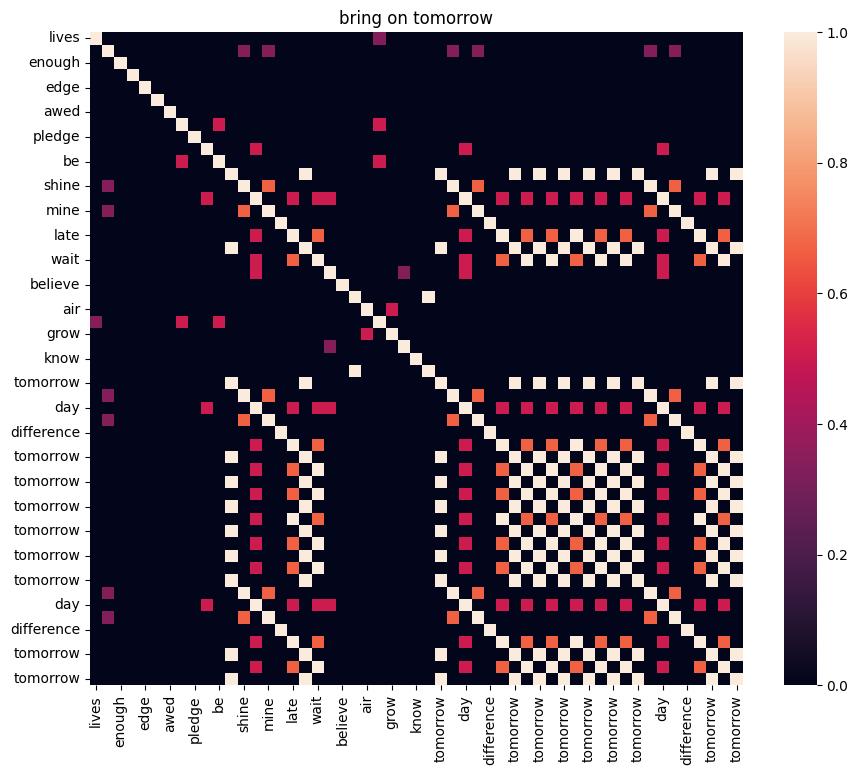 bring on tomorrow
lives
enough
edge
awed
pledge
be
shine
mine
late
wait
believe
air
grow
know
tomorrow
day
difference
tomorrow
tomorrow
tomorrow
tomorrow
tomorrow
tomorrow
day
difference
tomorrow
tomorrow
1.0
0.8
0.6
0.4
0.2
0.0
lives
enough
edge
awed
pledge
be
shine
mine
late
wait
believe
air
grow
know
tomorrow
day
difference
tomorrow
tomorrow
tomorrow
tomorrow
tomorrow
tomorrow
day
difference
tomorrow
tomorrow